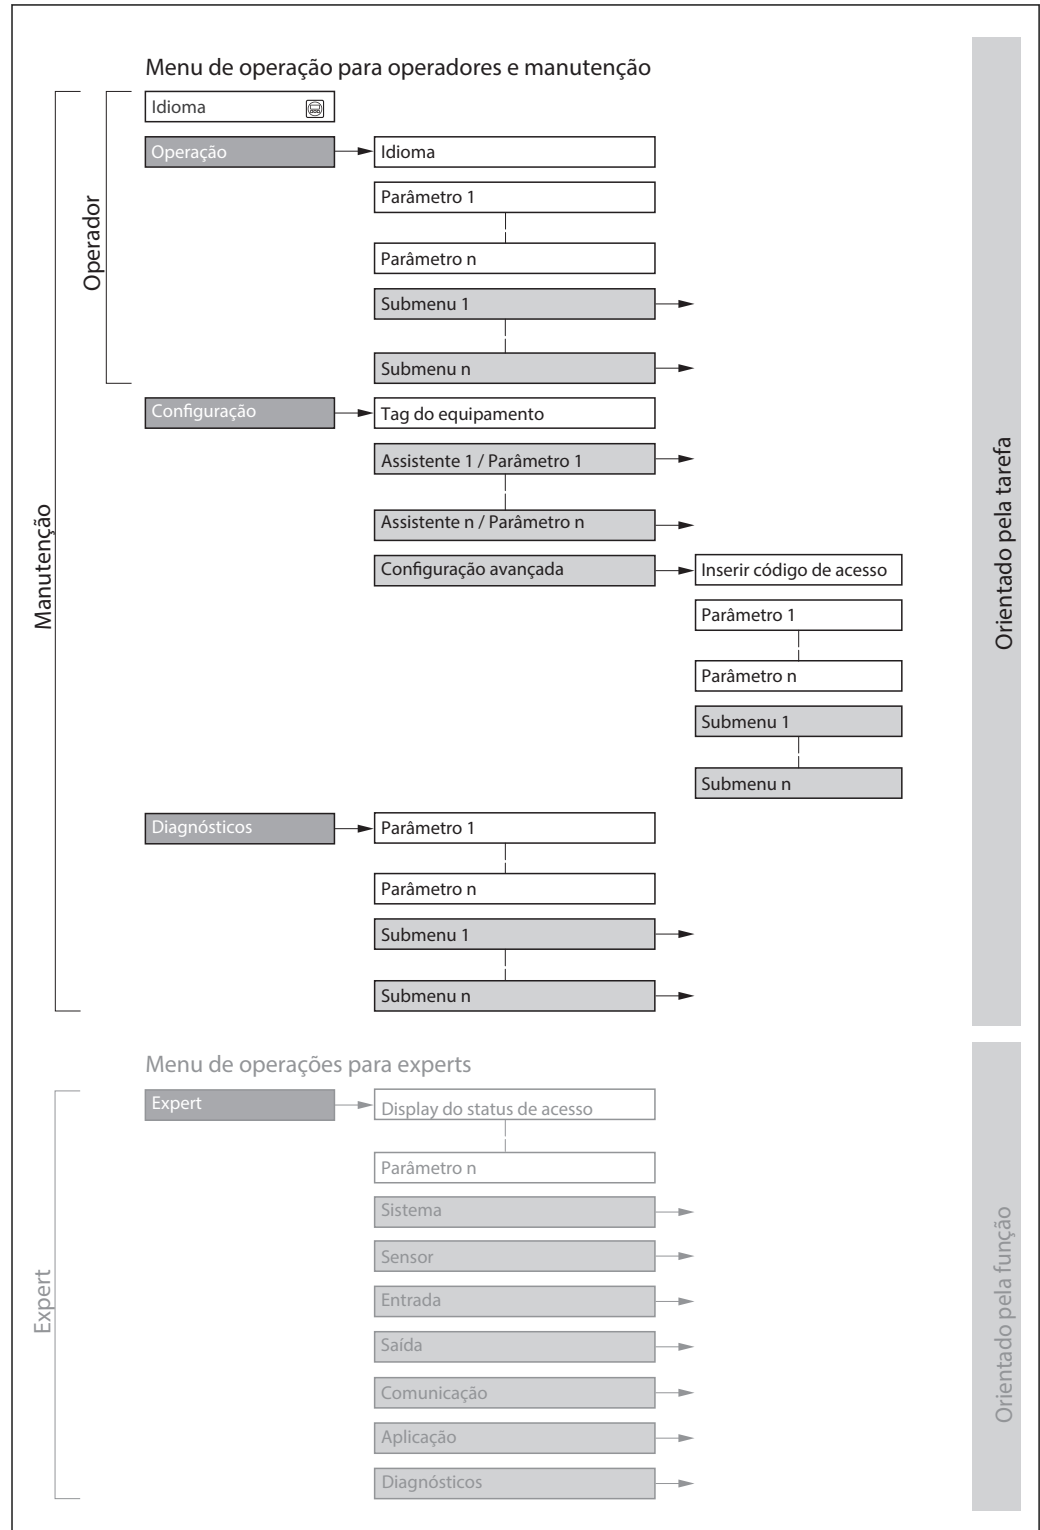 Menu de operação para operadores e manutenção
Idioma
Operação
Idioma
Parâmetro 1
Parâmetro n
Submenu 1
Submenu n
Operador
Configuração
Tag do equipamento
Assistente 1 / Parâmetro 1
Assistente n / Parâmetro n
Configuração avançada
Inserir código de acesso
Parâmetro 1
Parâmetro n
Submenu 1
Submenu n
Manutenção
Diagnósticos
Parâmetro 1
Parâmetro n
Submenu 1
Submenu n
Orientado pela tarefa
Menu de operações para experts
Expert
Display do status de acesso
Parâmetro n
Sistema
Sensor
Entrada
Saída
Comunicação
Aplicação
Diagnósticos
Expert
Orientado pela função